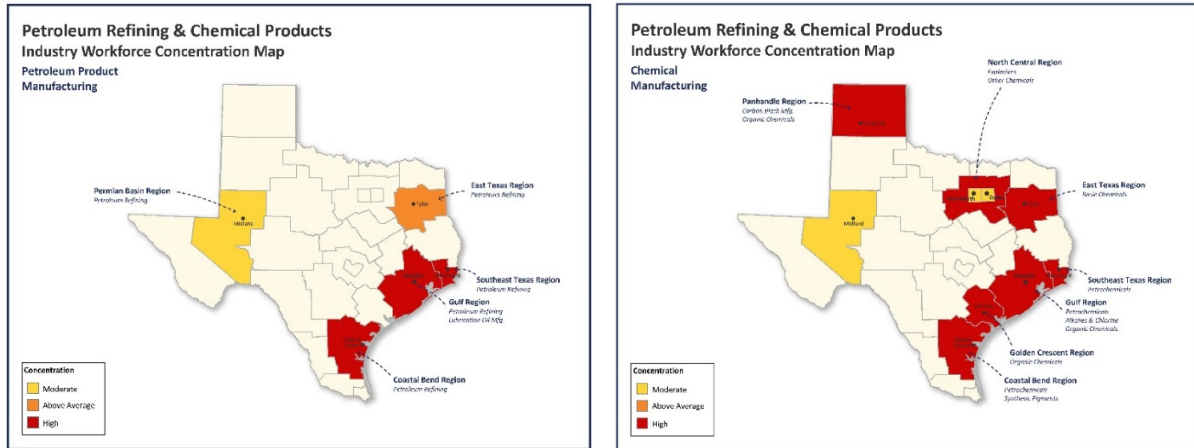 Petroleum Refining & Chemical Products
Industry Workforce Concentration Map
Petroleum Product
Manufacturing
Permian Basin Region
Petroleum Refining
Midland
East Texas Region
Petroleum Refining
Tyler
Southeast Texas Region
Petroleum Refining
Gulf Region
Petroleum Refining
Lubrication Oil Mfg.
Coastal Bend Region
Petroleum Refining
Concentration
Moderate
Above Average
High
Petroleum Refining & Chemical Products
Industry Workforce Concentration Map
Chemical
Manufacturing
North Central Region
Explosives
Other Chemicals
Panhandle Region
Carbon Black Mfg.
Organic Chemicals
East Texas Region
Basic Chemicals
Midland
Southeast Texas Region
Petrochemicals
Gulf Region
Petrochemicals
Alkanes & Chlorine
Organic Chemicals
Golden Crescent Region
Organic Chemicals
Coastal Bend Region
Petrochemicals
Synthetic Pigments
Concentration
Moderate
Above Average
High